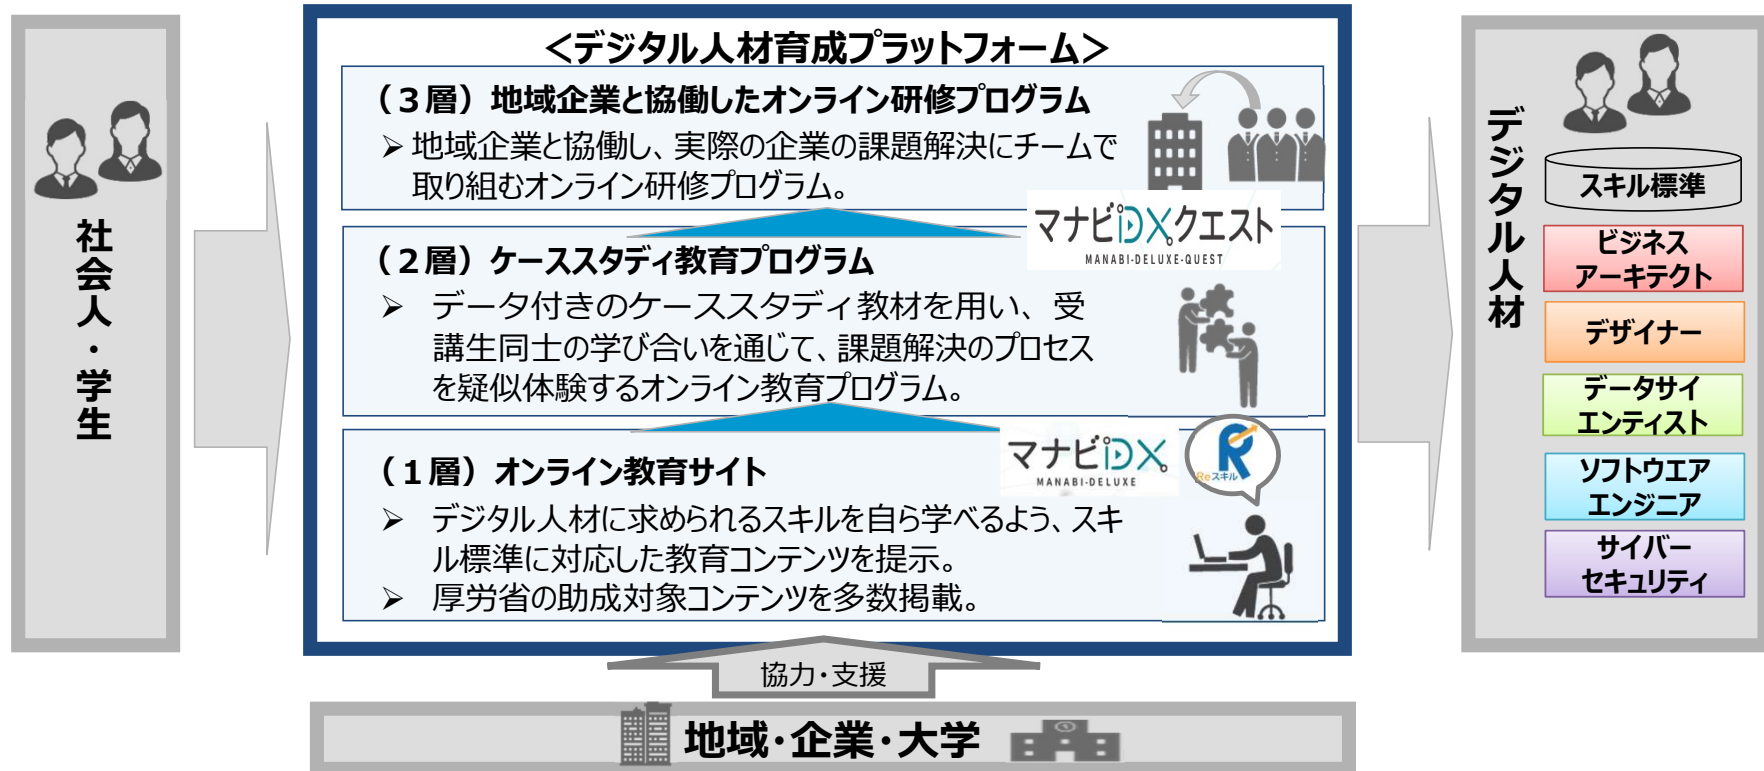 社会人・学生
＜デジタル人材育成プラットフォーム＞
（３層）地域企業と協働したオンライン研修プログラム
➢ 地域企業と協働し、実際の企業の課題解決にチームで
取り組むオンライン研修プログラム。
マナビDXクエスト
MANABI-DELUXE-QUEST
（２層）ケーススタディ教育プログラム
➢ データ付きのケーススタディ教材を用い、受
講生同士の学び合いを通じて、課題解決のプロセス
を疑似体験するオンライン教育プログラム。
マナビDX
MANABI-DELUXE
Reスキル
（１層）オンライン教育サイト
➢ デジタル人材に求められるスキルを自ら学べるよう、スキ
ル標準に対応した教育コンテンツを提示。
➢ 厚労省の助成対象コンテンツを多数掲載。
協力・支援
地域・企業・大学
デジタル人材
スキル標準
ビジネス
アーキテクト
デザイナー
データサイ
エンティスト
ソフトウエア
エンジニア
サイバー
セキュリティ